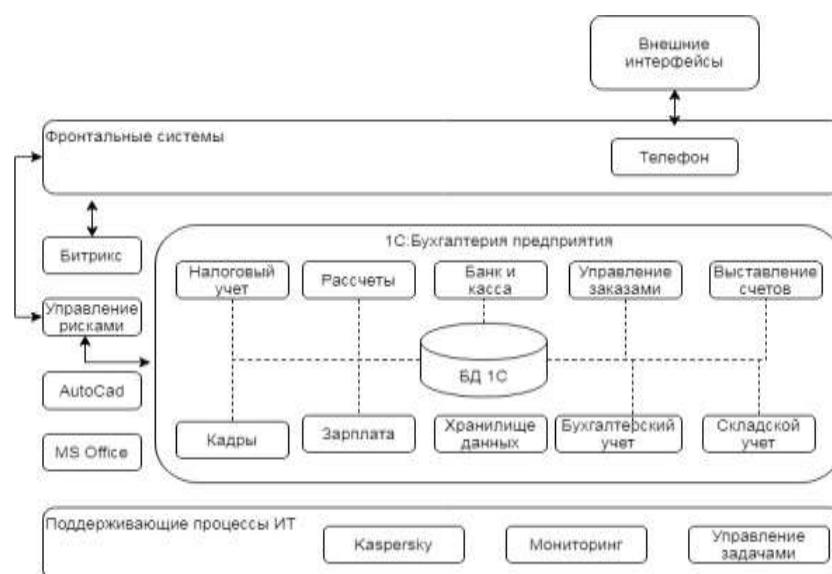 Внешние
интерфейсы
Фронтальные системы
Телефон
1С:Бухгалтерия предприятия
Битрикс
Налоговый
учет
Рассчеты
Банк и
касса
Управление
заказами
Выставление
счетов
Управление
рисками
БД 1С
AutoCad
Кадры
Зарплата
Хранилище
данных
Бухгалтерский
учет
Складской
учет
MS Office
Поддерживающие процессы ИТ
Kaspersky
Мониторинг
Управление
задачами